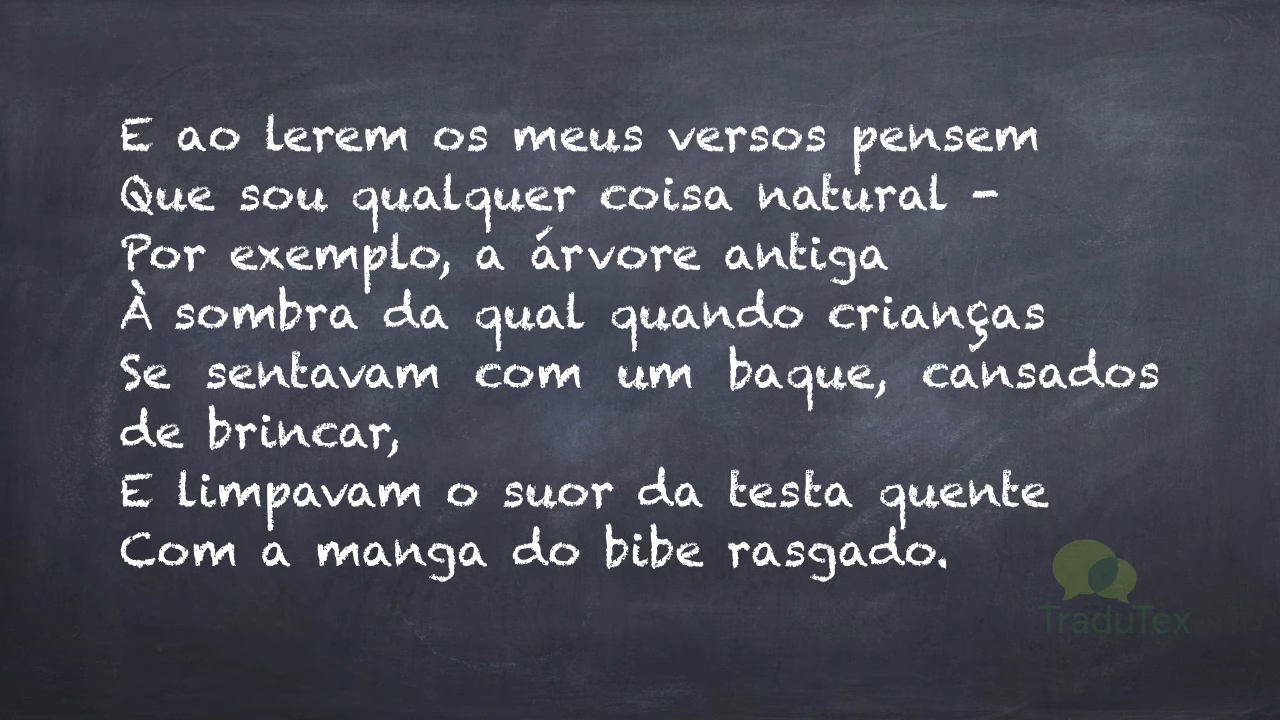 E ao lerem os meus versos pensem
Que sou qualquer coisa natural –
Por exemplo, a árvore antiga
À sombra da qual quando crianças
Se sentavam com um baque, cansados
de brincar,
E limpavam o suor da testa quente
Com a manga do bibe rasgado.
TraduTex